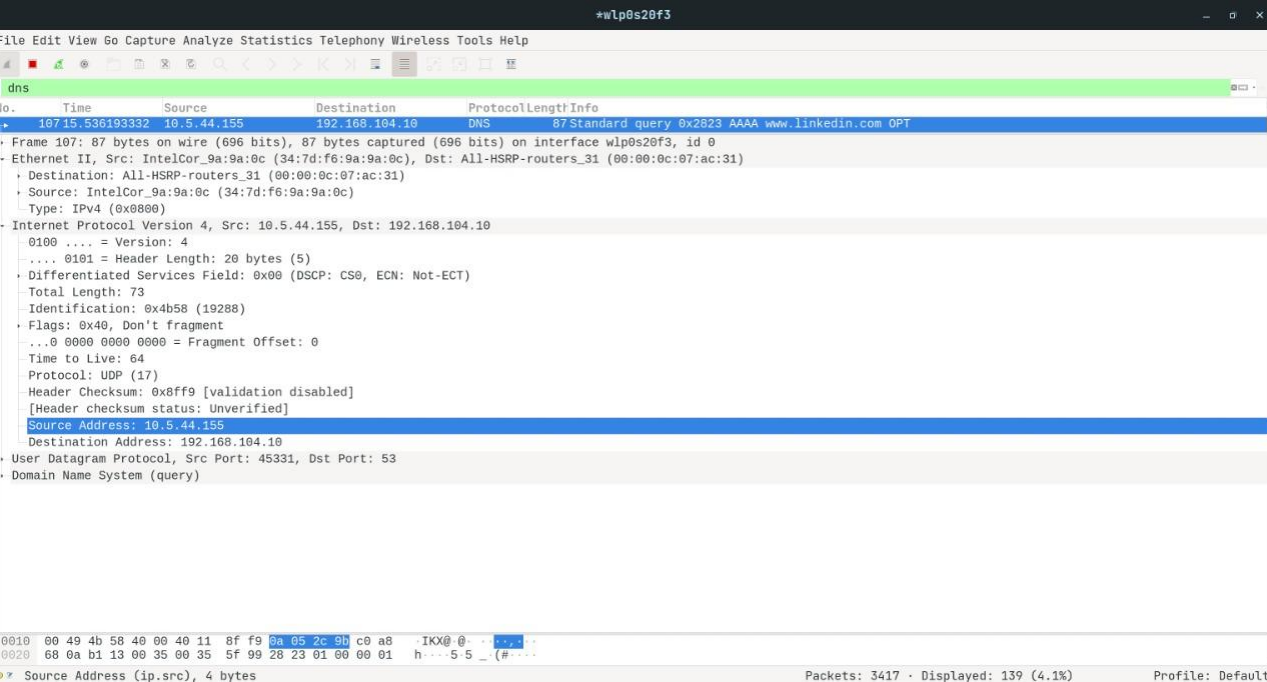 *wlp0s20f3
File Edit View Go Capture Analyze Statistics Telephony Wireless Tools Help
dns
No. Time Source Destination Protocol Length Info
107 15.536193332 10.5.44.155 192.168.104.10 DNS 87 Standard query 0x2823 AAAA www.linkedin.com OPT
Frame 107: 87 bytes on wire (696 bits), 87 bytes captured (696 bits) on interface wlp0s20f3, id 0
Ethernet II, Src: IntelCor_9a:9a:0c (34:7d:f6:9a:9a:0c), Dst: All-HSRP-routers_31 (00:00:0c:07:ac:31)
Destination: All-HSRP-routers_31 (00:00:0c:07:ac:31)
Source: IntelCor_9a:9a:0c (34:7d:f6:9a:9a:0c)
Type: IPv4 (0x0800)
Internet Protocol Version 4, Src: 10.5.44.155, Dst: 192.168.104.10
0100 .... = Version: 4
.... 0101 = Header Length: 20 bytes (5)
Differentiated Services Field: 0x00 (DSCP: CS0, ECN: Not-ECT)
Total Length: 73
Identification: 0x4b58 (19288)
Flags: 0x40, Don't fragment
...0 0000 0000 0000 = Fragment Offset: 0
Time to Live: 64
Protocol: UDP (17)
Header Checksum: 0x8ff9 [validation disabled]
[Header checksum status: Unverified]
Source Address: 10.5.44.155
Destination Address: 192.168.104.10
User Datagram Protocol, Src Port: 45331, Dst Port: 53
Domain Name System (query)
0010 00 49 4b 58 40 00 40 11 8f f9 0a 05 2c 9b c0 a8 ·IKX@·@· ····,···
0020 68 0a b1 13 00 35 00 35 5f 99 28 23 01 00 00 01 h····5·5 _·(#····
Source Address (ip.src), 4 bytes Packets: 3417 · Displayed: 139 (4.1%) Profile: Default